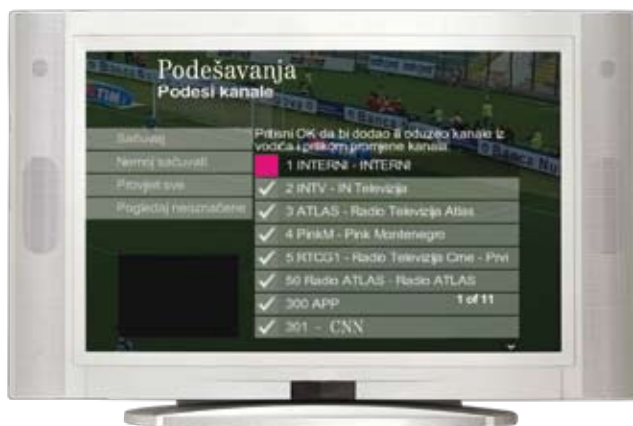 Podešavanja
Podesi kanale
Sačuvaj
Nemoj sačuvati
Provjeri sve
Pogledaj neoznačene
Pritisni OK da bi dodao ili oduzeo kanale iz
vodiča i prilikom promjene kanala
1 INTERNI - INTERNI
2 INTV - IN Televizija
3 ATLAS - Radio Televizija Atlas
4 PinkM - Pink Montenegro
5 RTCG1 - Radio Televizija Crne - Prvi
50 Radio ATLAS - Radio ATLAS
300 APP
1 of 11
301 - CNN
TIM
Banca Nu